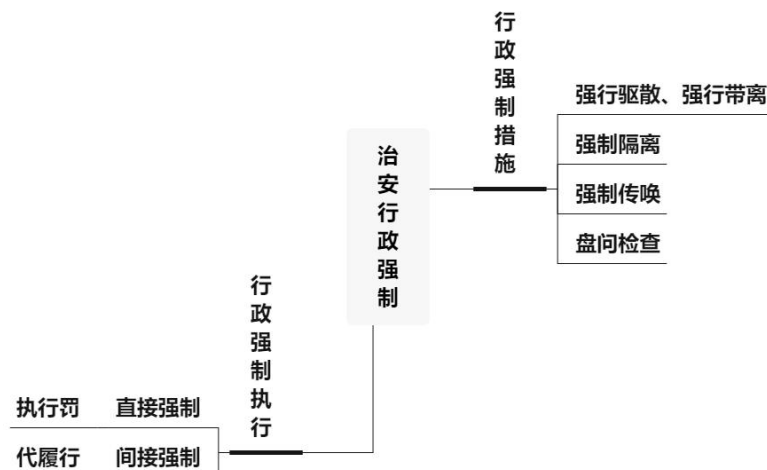 治安行政强制
行政强制措施
强行驱散、强行带离
强制隔离
强制传唤
盘问检查
行政强制执行
执行罚 直接强制
代履行 间接强制